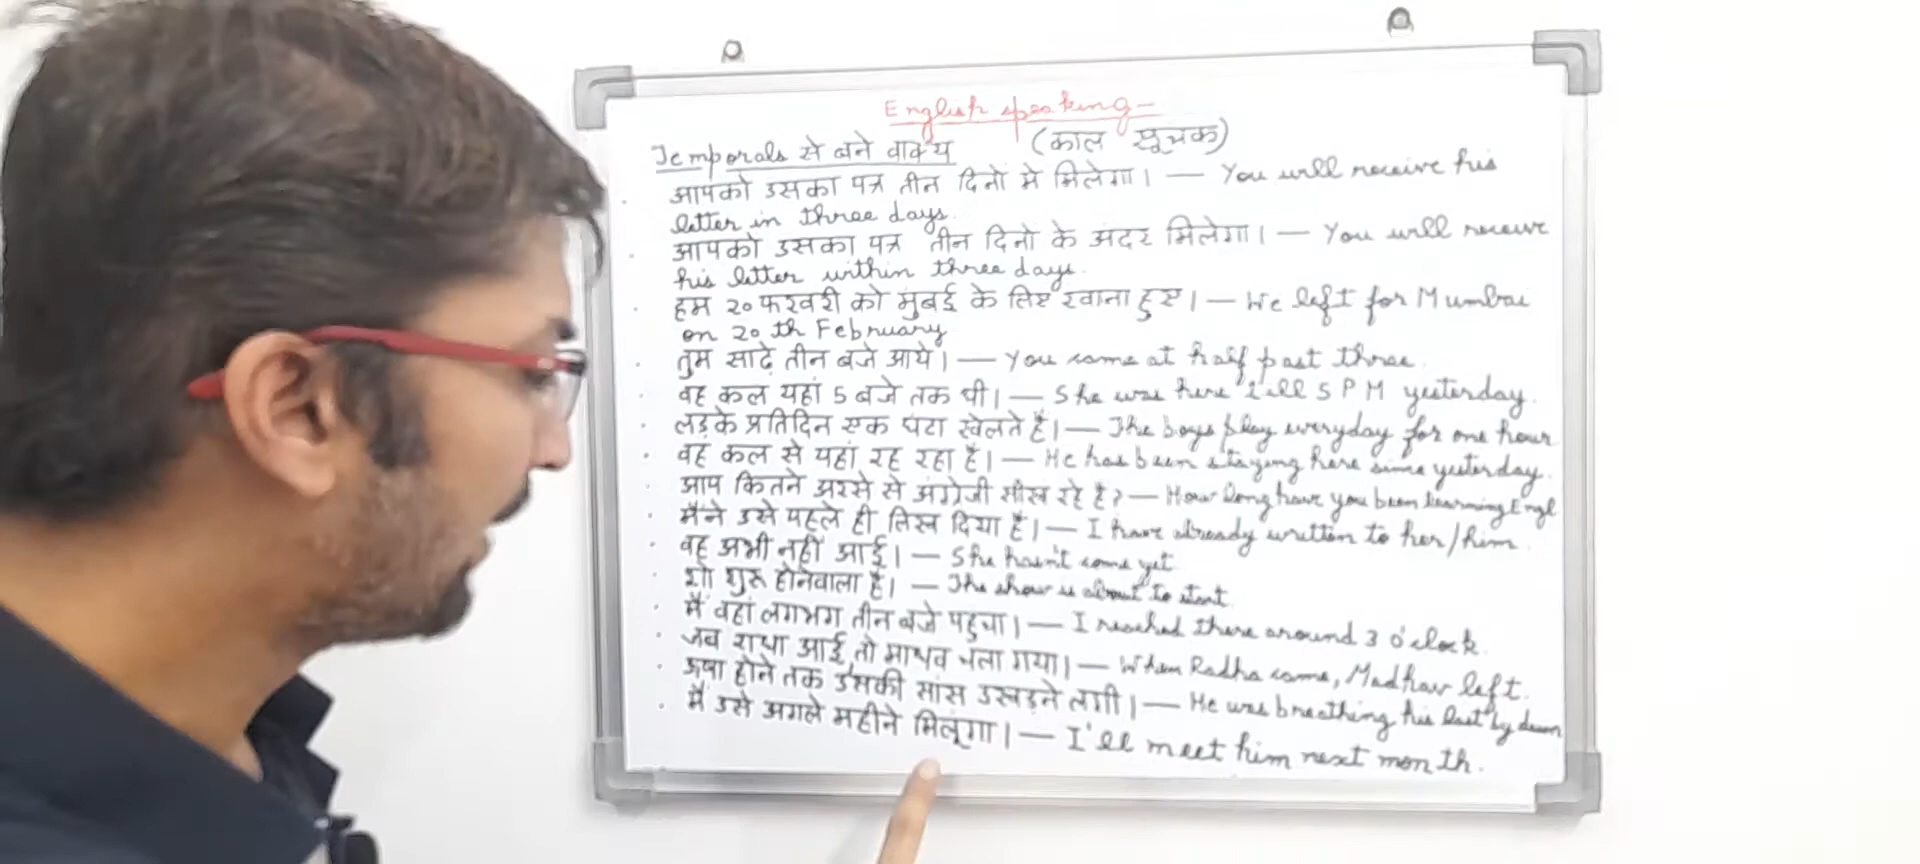 English speaking -
Temporals से बने वाक्य (काल सूचक)
. आपको उसका पत्र तीन दिनों में मिलेगा। — You will receive his
letter in three days.
. आपको उसका पत्र तीन दिनों के अंदर मिलेगा। — You will receive
his letter within three days.
. हम 20 फरवरी को मुंबई के लिए रवाना हुए। — We left for Mumbai
on 20 th February
. तुम साढ़े तीन बजे आये। — You came at half past three.
. वह कल यहां 5 बजे तक थी। — She was here till 5 PM yesterday.
. लड़के प्रतिदिन एक घंटा खेलते हैं। — The boys play everyday for one hour
. वह कल से यहां रह रहा है। — He has been staying here since yesterday.
. आप कितने अरसे से अंग्रेजी सीख रहे है? — How long have you been learning Engl
. मैंने उसे पहले ही लिख दिया है। — I have already written to her/him.
. वह अभी नहीं आई। — She hasn't come yet
. शो शुरू होनेवाला है। — The show is about to start.
. मैं वहां लगभग तीन बजे पहुचा। — I reached there around 3 o'clock.
. जब राधा आई, तो माधव चला गया। — When Radha came, Madhav left.
. ऊषा होने तक उसकी सांस उखड़ने लगी। — He was breathing his last by dawn
. मैं उसे अगले महीने मिलूंगा। — I'll meet him next month.